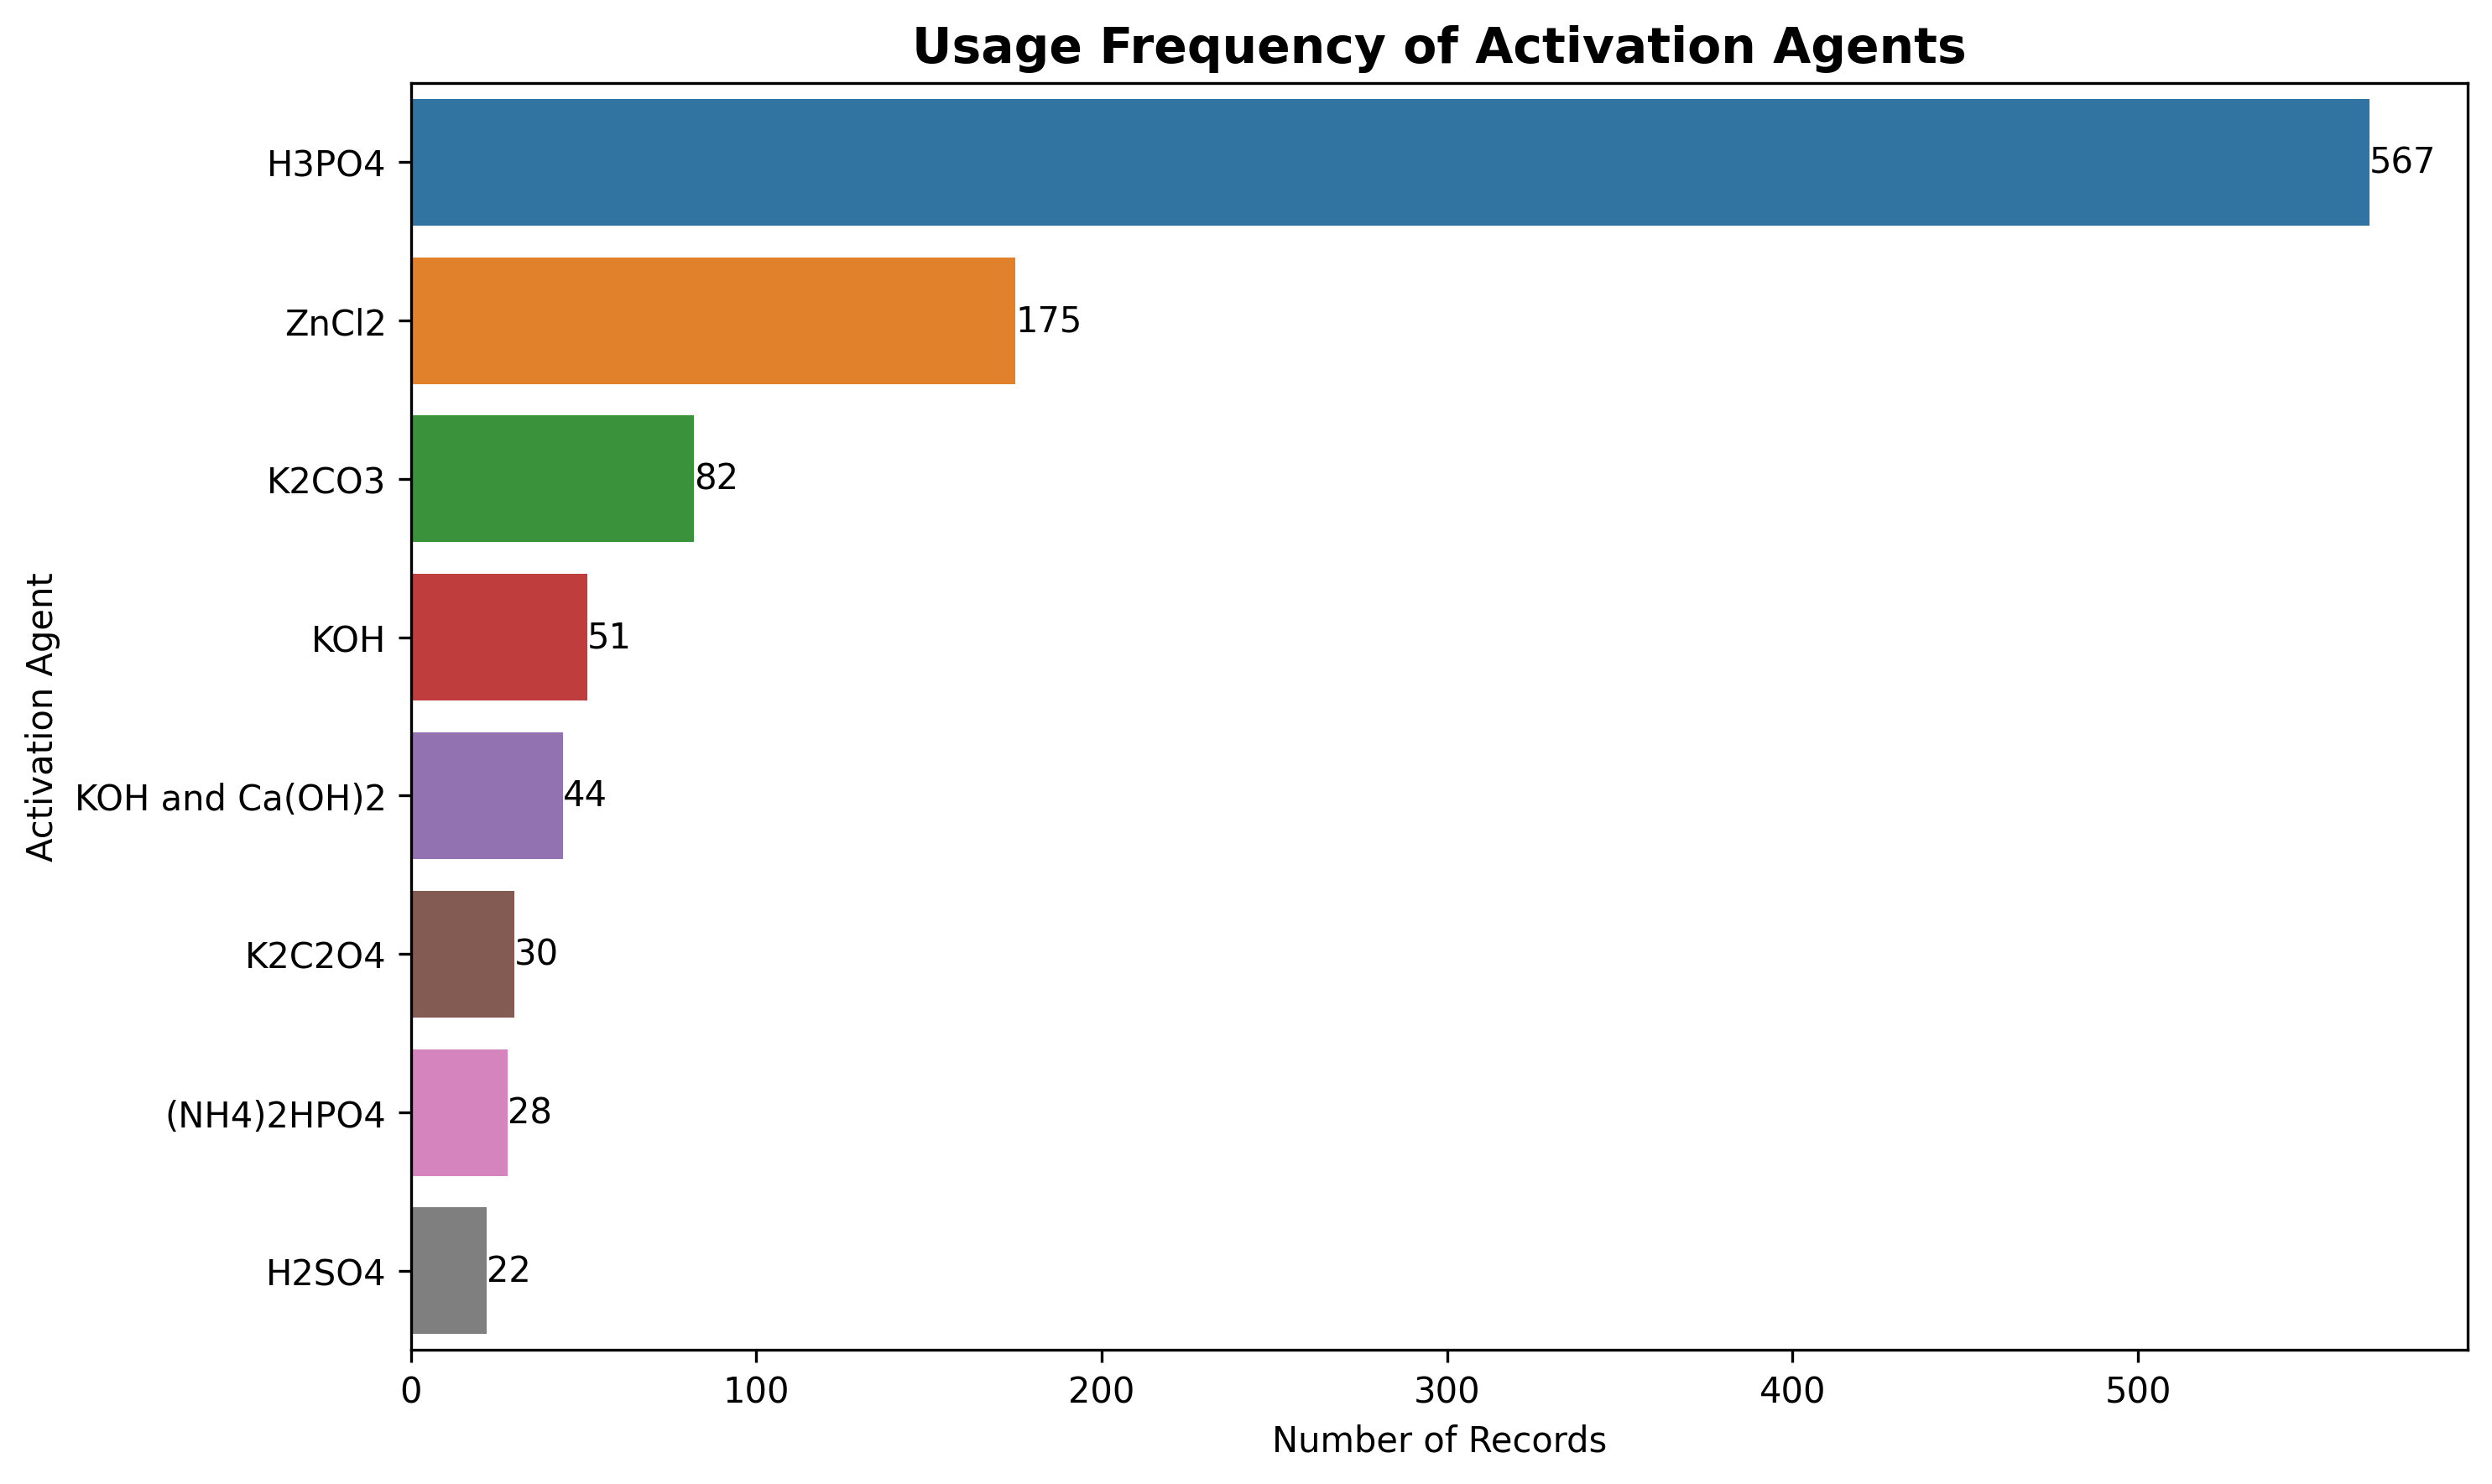 Usage Frequency of Activation Agents
H3PO4
567
ZnCl2
175
K2CO3
82
KOH
51
KOH and Ca(OH)2
44
K2C2O4
30
(NH4)2HPO4
28
H2SO4
22
Activation Agent
0 100 200 300 400 500
Number of Records